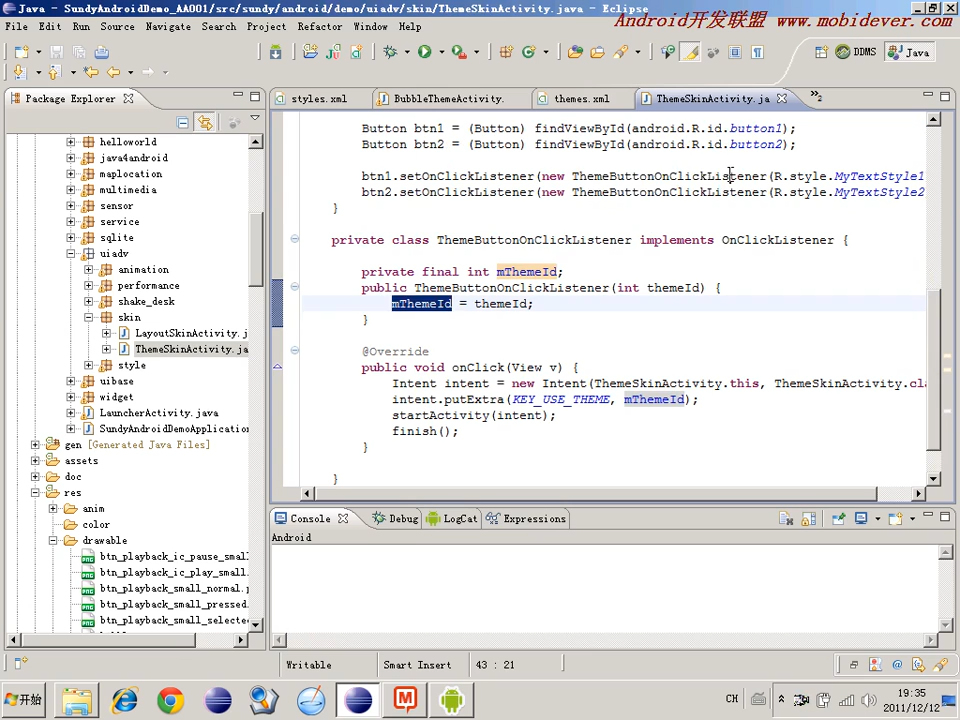 Java - SundyAndroidDemo_AA001/src/sundy/android/demo/uiadv/skin/ThemeSkinActivity.java - Eclipse
Android开发联盟 www.mobidever.com
File Edit Run Source Navigate Search Project Refactor Window Help
DDMS Java
Package Explorer
styles.xml BubbleThemeActivity. themes.xml ThemeSkinActivity.ja »2
helloworld
java4android
maplocation
multimedia
sensor
service
sqlite
uiadv
animation
performance
shake_desk
skin
LayoutSkinActivity.j
ThemeSkinActivity.ja
style
uibase
widget
LauncherActivity.java
SundyAndroidDemoApplication
gen [Generated Java Files]
assets
doc
res
anim
color
drawable
btn_playback_ic_pause_small
btn_playback_ic_play_small.
btn_playback_small_normal.p
btn_playback_small_pressed.
btn_playback_small_selecte
Button btn1 = (Button) findViewById(android.R.id.button1);
Button btn2 = (Button) findViewById(android.R.id.button2);
btn1.setOnClickListener(new ThemeButtonOnClickListener(R.style.MyTextStyle1
btn2.setOnClickListener(new ThemeButtonOnClickListener(R.style.MyTextStyle2
}
private class ThemeButtonOnClickListener implements OnClickListener {
private final int mThemeId;
public ThemeButtonOnClickListener(int themeId) {
mThemeId = themeId;
}
@Override
public void onClick(View v) {
Intent intent = new Intent(ThemeSkinActivity.this, ThemeSkinActivity.cla
intent.putExtra(KEY_USE_THEME, mThemeId);
startActivity(intent);
finish();
}
}
Console Debug LogCat Expressions
Android
Writable Smart Insert 43 : 21
开始
CH
19:35
2011/12/12